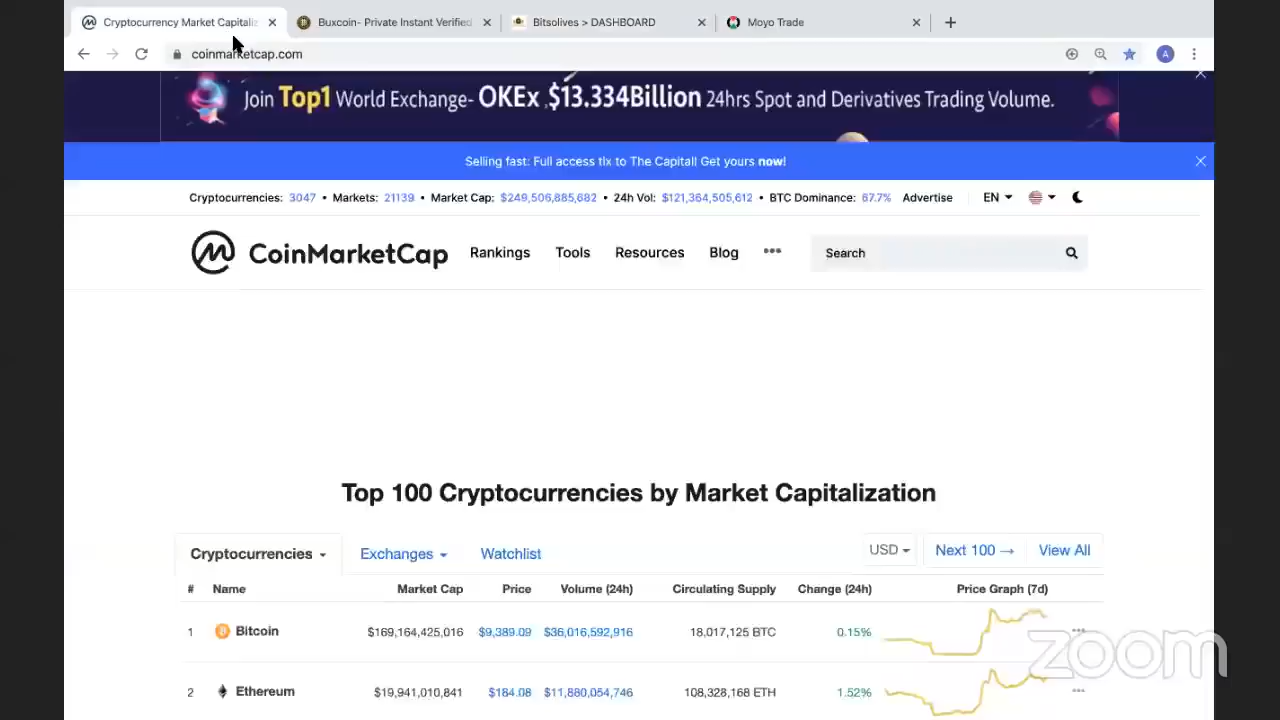 Cryptocurrency Market Capitaliz
Buxcoin- Private Instant Verified
Bitsolives > DASHBOARD
Moyo Trade
coinmarketcap.com
A
Join Top1 World Exchange- OKEx ,$13.334Billion 24hrs Spot and Derivatives Trading Volume.
Selling fast: Full access tix to The Capital! Get yours now!
Cryptocurrencies: 3047 • Markets: 21139 • Market Cap: $249,506,885,682 • 24h Vol: $121,364,505,612 • BTC Dominance: 67.7% Advertise EN
CoinMarketCap Rankings Tools Resources Blog Search
Top 100 Cryptocurrencies by Market Capitalization
Cryptocurrencies Exchanges Watchlist USD Next 100 → View All
# Name Market Cap Price Volume (24h) Circulating Supply Change (24h) Price Graph (7d)
1 Bitcoin $169,164,425,016 $9,389.09 $36,016,592,916 18,017,125 BTC 0.15%
2 Ethereum $19,941,010,841 $184.08 $11,880,054,746 108,328,168 ETH 1.52%
zoom